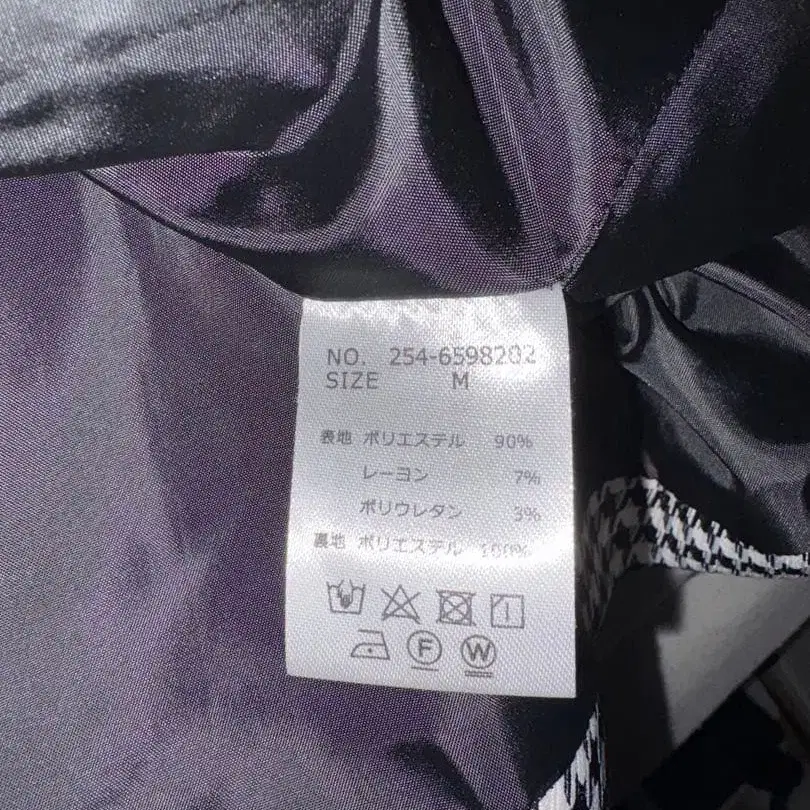 NO. 254-6598202
SIZE M
表地 ポリエステル 90%
レーヨン 7%
ポリウレタン 3%
裏地 ポリエステル 100%
F W